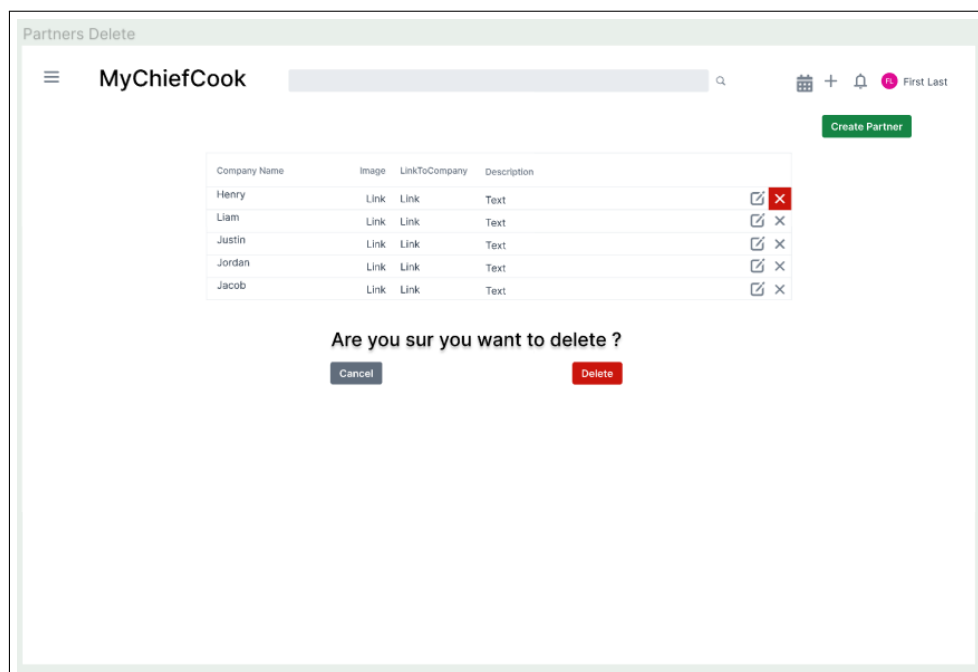 Partners Delete
MyChiefCook
FL First Last
Create Partner
Company Name Image LinkToCompany Description
Henry Link Link Text
Liam Link Link Text
Justin Link Link Text
Jordan Link Link Text
Jacob Link Link Text
Are you sur you want to delete ?
Cancel Delete